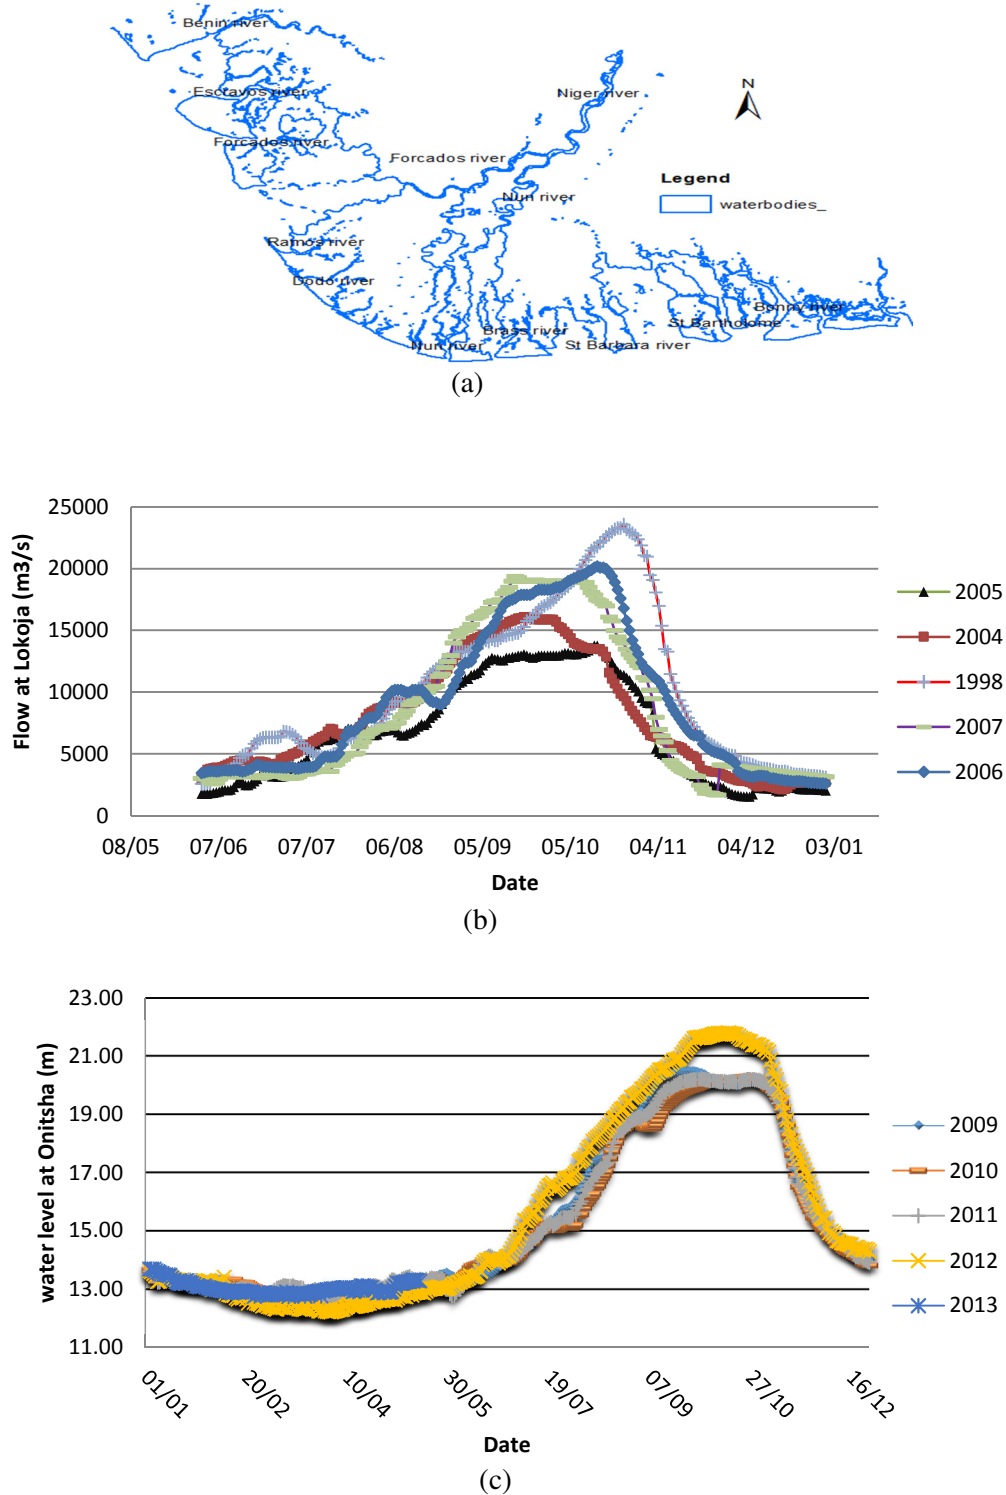 Benin river
Escravos river
Niger river
N
Forcados river
Forcados river
Legend
Nun river
waterbodies_
Ramos river
Dodo river
Bonny river
St Bartholome
Brass river
Nun river
St Barbara river
(a)
Flow at Lokoja (m3/s)
25000
20000
15000
10000
5000
0
08/05 07/06 07/07 06/08 05/09 05/10 04/11 04/12 03/01
Date
2005
2004
1998
2007
2006
(b)
water level at Onitsha (m)
23.00
21.00
19.00
17.00
15.00
13.00
11.00
01/01 20/02 10/04 30/05 19/07 07/09 27/10 16/12
Date
2009
2010
2011
2012
2013
(c)